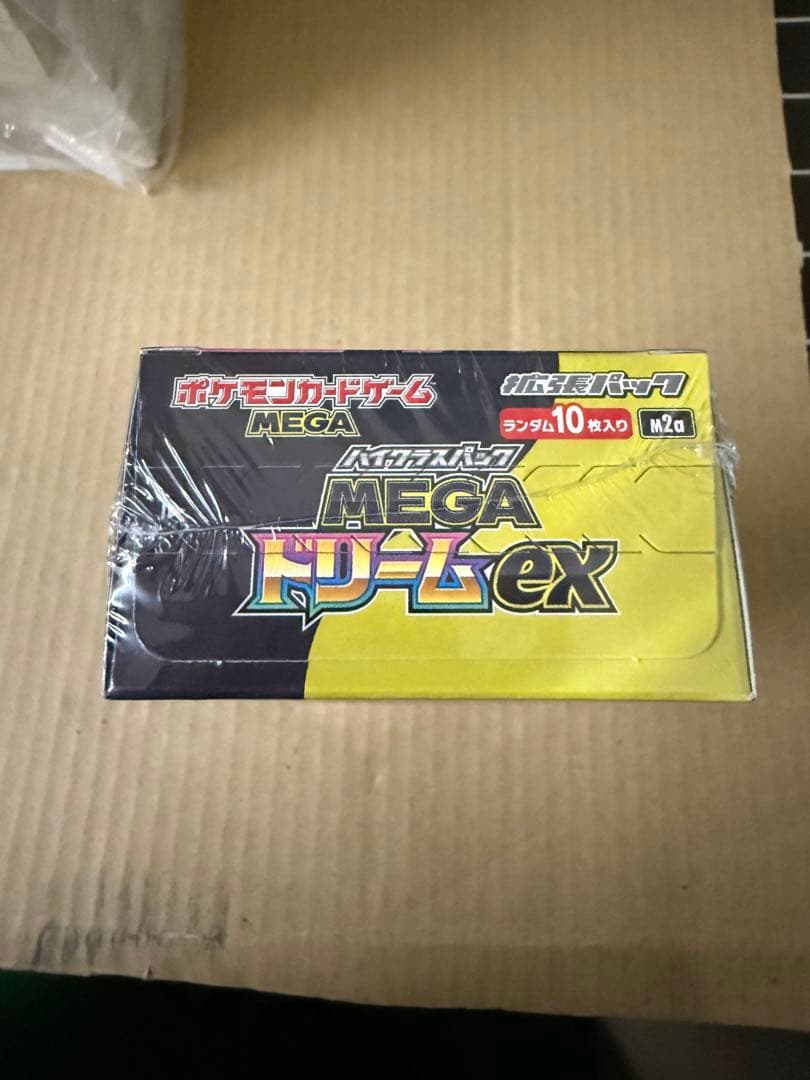 ポケモンカードゲーム
MEGA
拡張パック
ランダム10枚入り M2a
ハイクラスパック
MEGA
ドリームex